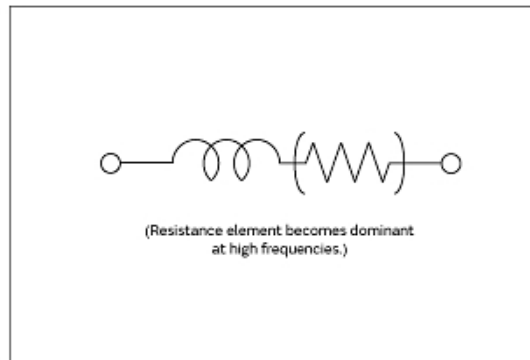 (Resistance element becomes dominant
at high frequencies.)